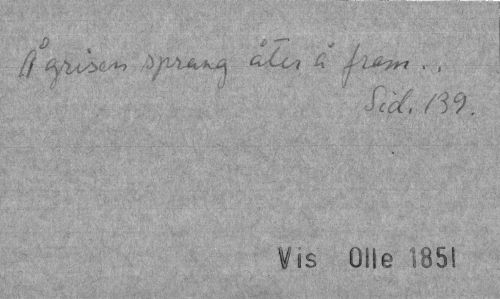 Å grisen sprang åter å fram..
Sid. 139.
Vis Olle 1851